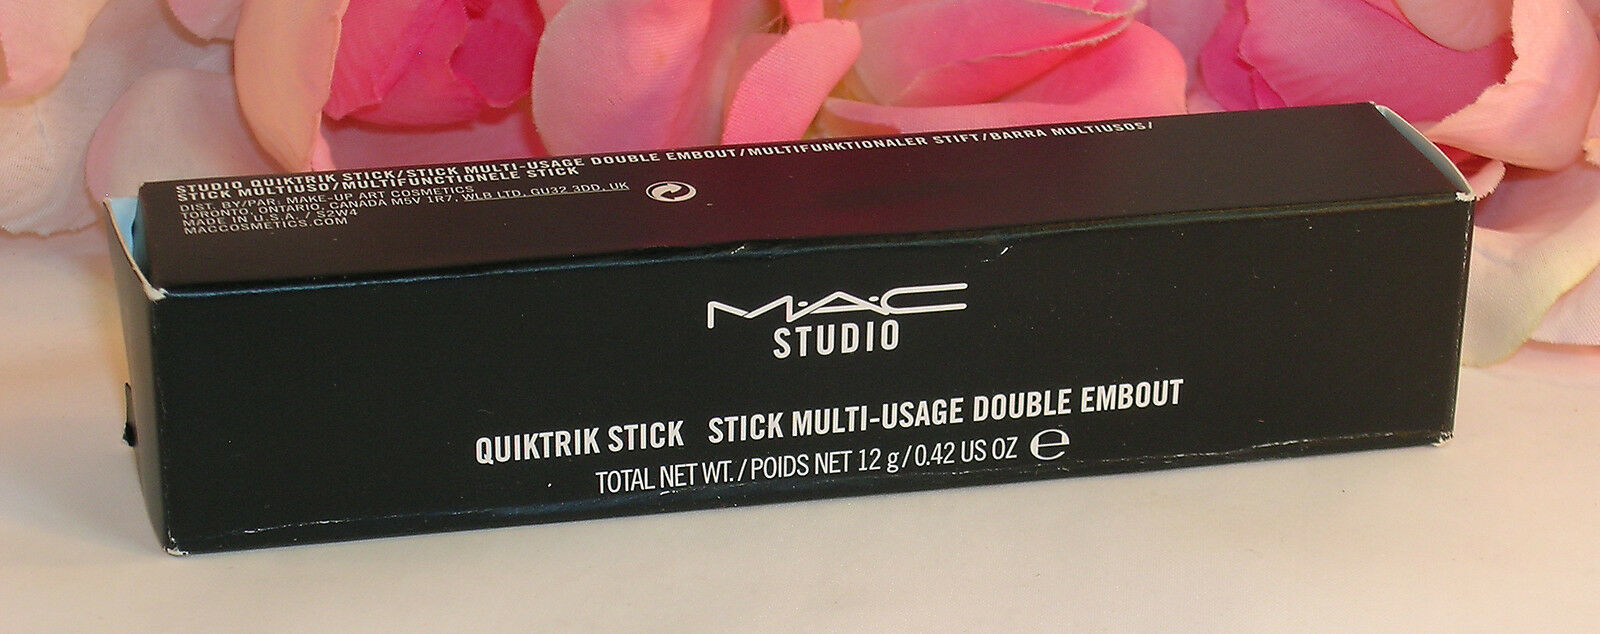 STUDIO QUIKTRIK STICK/STICK MULTI-USAGE DOUBLE EMBOUT/MULTIFUNKTIONALER STIFT/BARRA MULTIUSOS/
STICK MULTIUSO/MULTIFUNCTIONELE STICK
DIST. BY/PAR: MAKE-UP ART COSMETICS
TORONTO, ONTARIO, CANADA M5V 1R7, WLB LTD, GU32 3DD, UK
MADE IN U.S.A. / S2W4
MACCOSMETICS.COM
M·A·C
STUDIO
QUIKTRIK STICK STICK MULTI-USAGE DOUBLE EMBOUT
TOTAL NET WT. / POIDS NET 12 g / 0.42 US OZ ℮